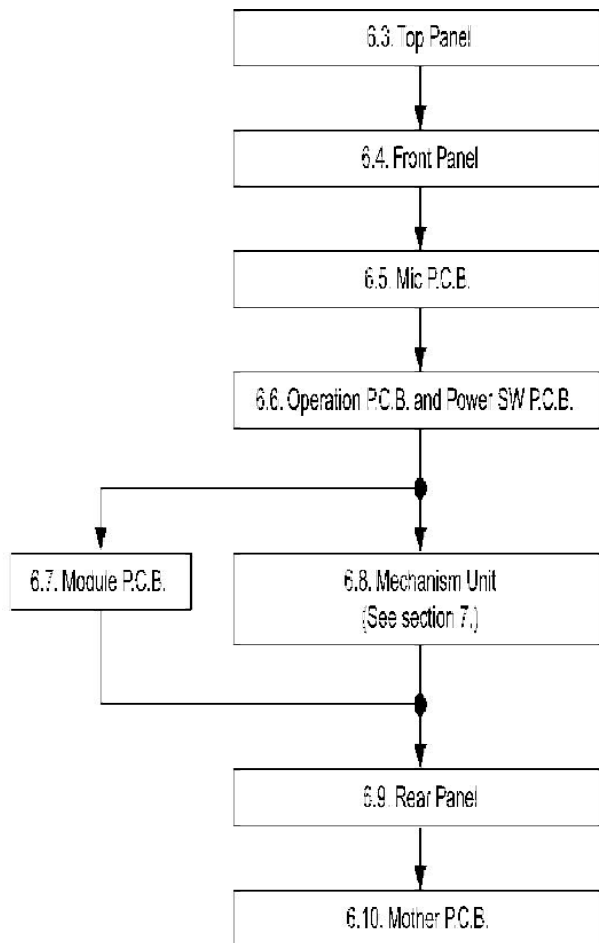 6.3. Top Panel
6.4. Front Panel
6.5. Mic P.C.B.
6.6. Operation P.C.B. and Power SW P.C.B.
6.7. Module P.C.B.
6.8. Mechanism Unit
(See section 7.)
6.9. Rear Panel
6.10. Mother P.C.B.